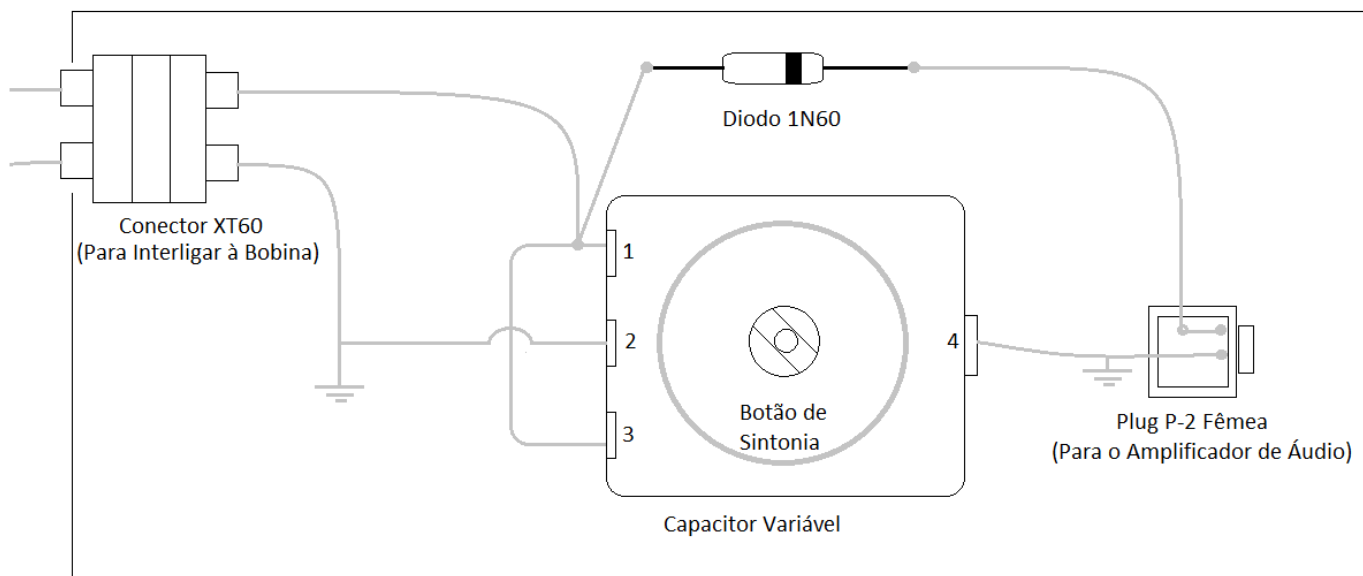 Diodo 1N60
Conector XT60
(Para Interligar à Bobina)
1
2
3
4
Botão de
Sintonia
Plug P-2 Fêmea
(Para o Amplificador de Áudio)
Capacitor Variável